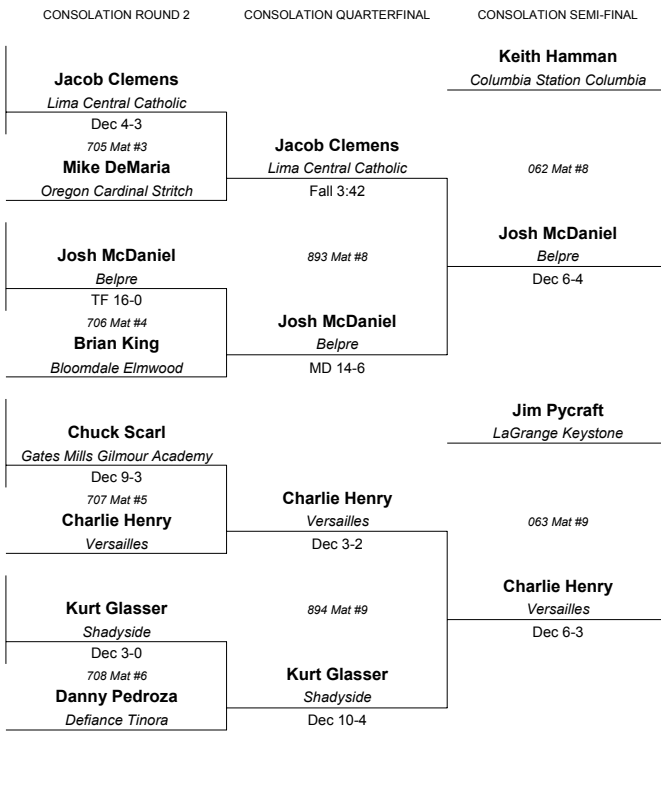 CONSOLATION ROUND 2
CONSOLATION QUARTERFINAL
CONSOLATION SEMI-FINAL
Jacob Clemens
Lima Central Catholic
Dec 4-3
705 Mat #3
Mike DeMaria
Oregon Cardinal Stritch
Josh McDaniel
Belpre
TF 16-0
706 Mat #4
Brian King
Bloomdale Elmwood
Chuck Scarl
Gates Mills Gilmour Academy
Dec 9-3
707 Mat #5
Charlie Henry
Versailles
Kurt Glasser
Shadyside
Dec 3-0
708 Mat #6
Danny Pedroza
Defiance Tinora
Jacob Clemens
Lima Central Catholic
Fall 3:42
893 Mat #8
Josh McDaniel
Belpre
MD 14-6
Charlie Henry
Versailles
Dec 3-2
894 Mat #9
Kurt Glasser
Shadyside
Dec 10-4
Keith Hamman
Columbia Station Columbia
062 Mat #8
Josh McDaniel
Belpre
Dec 6-4
Jim Pycraft
LaGrange Keystone
063 Mat #9
Charlie Henry
Versailles
Dec 6-3